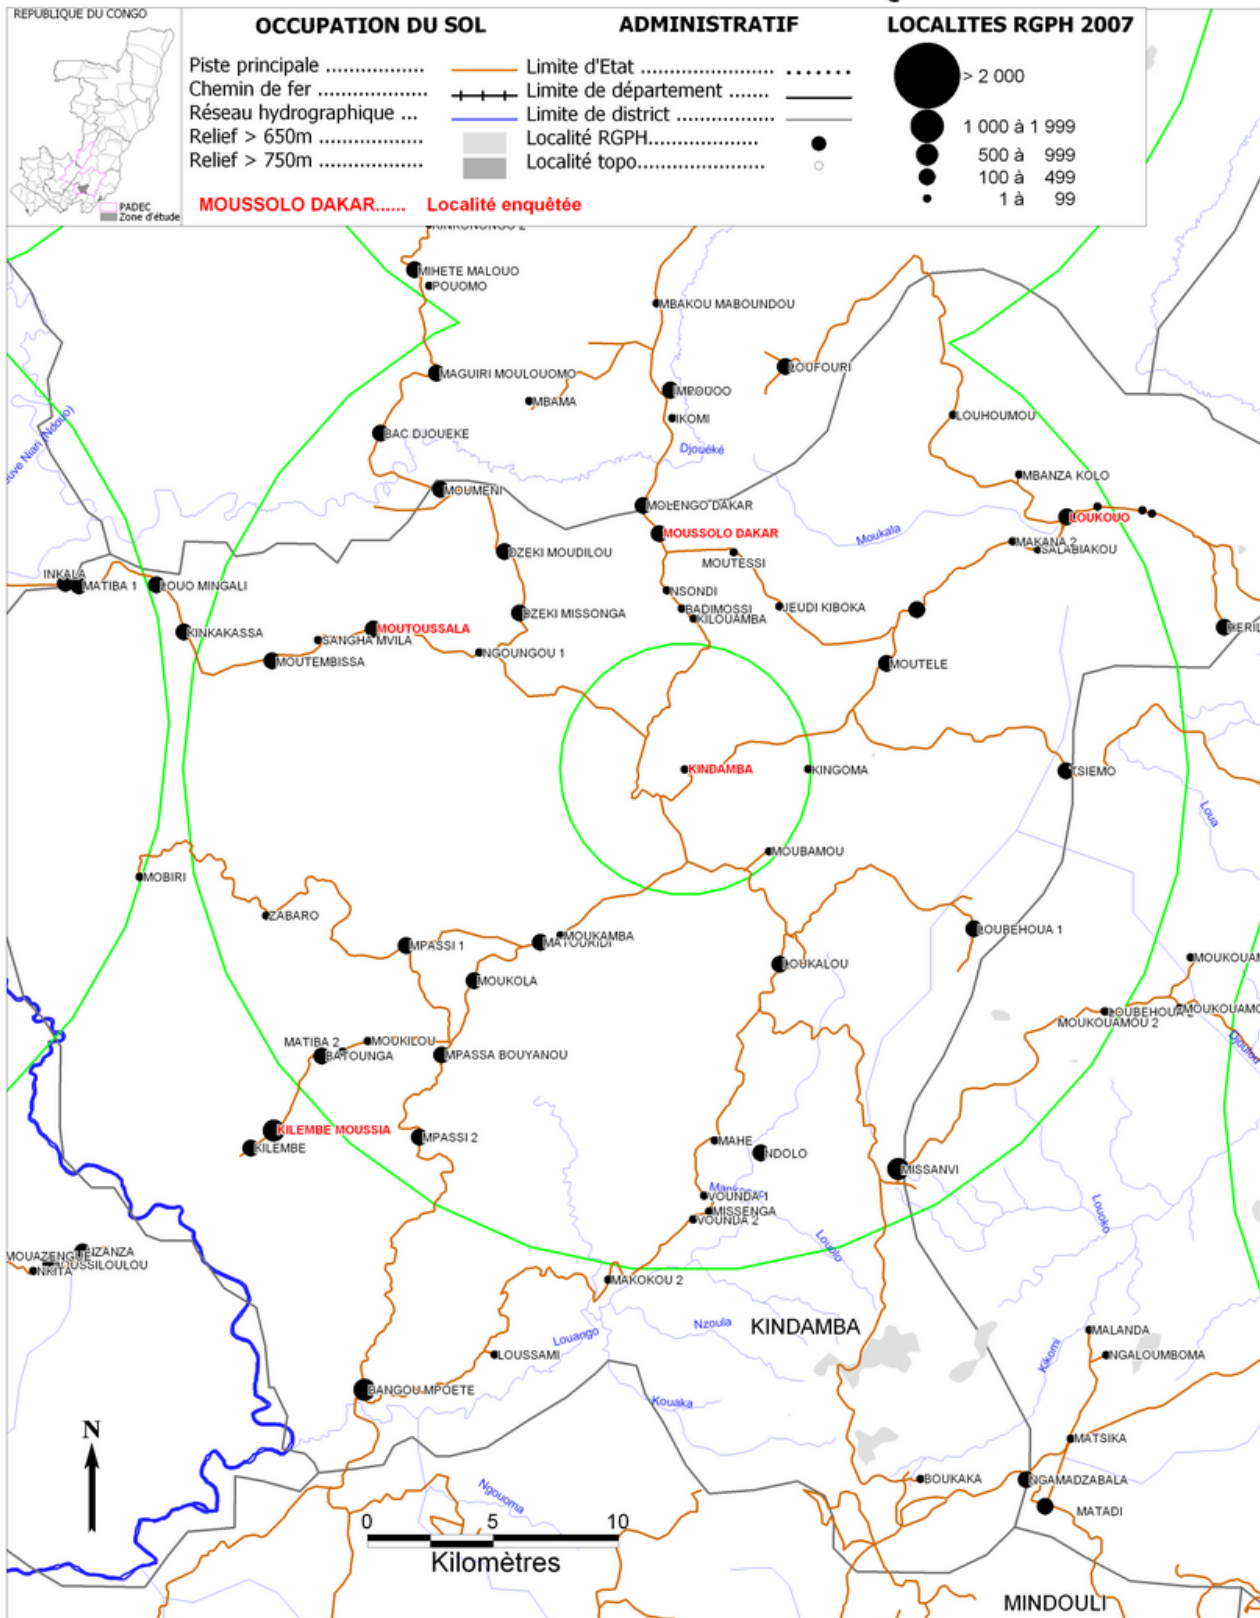 REPUBLIQUE DU CONGO
PADEC
Zone d'étude
OCCUPATION DU SOL
Piste principale ................
Chemin de fer ................
Réseau hydrographique ...
Relief > 650m ................
Relief > 750m ................
MOUSSOLO DAKAR...... Localité enquêtée
ADMINISTRATIF
Limite d'Etat ....................
Limite de département .......
Limite de district .................
Localité RGPH.................
Localité topo...................
LOCALITES RGPH 2007
> 2 000
1 000 à 1 999
500 à 999
100 à 499
1 à 99
MIHETE MALOUO
POUOMO
MBAKOU MABOUNDOU
LOUFOURI
MAGUIRI MOULOUOMO
MBAMA
MPOUOO
IKOMI
LOUHOUMOU
BAC DJOUEKE
Djouéké
MBANZA KOLO
MOUMENI
MOLENGO DAKAR
LOUKOUO
MOUSSOLO DAKAR
Moukala
MAKANA 2
SALABIAKOU
DZEKI MOUDILOU
MOUTESSI
INKALA
MATIBA 1
LOUO MINGALI
NSONDI
BADIMOSSI
KILOUAMBA
JEUDI KIBOKA
DZEKI MISSONGA
KINKAKASSA
MOUTOUSSALA
SANGHA MVILA
NGOUNGOU 1
MOUTEMBISSA
MOUTELE
KINDAMBA
KINGOMA
TSIEMO
Loua
MOUBAMOU
MOBIRI
ZABARO
MOUKAMBA
MATOURIDI
MPASSI 1
LOUBEHOUA 1
LOUKALOU
MOUKOLA
LOUBEHOUA 2
MOUKOUAMOU 2
MATIBA 2
MOUKILOU
BATOUNGA
MPASSA BOUYANOU
KILEMBE MOUSSIA
KILEMBE
MPASSI 2
MAHE
NDOLO
MISSANVI
VOUNDA 1
MISSENGA
VOUNDA 2
Louoko
Louolo
MOUAZENGUE
NKITA
MAKOKOU 2
Nzoula
KINDAMBA
MALANDA
NGALOUMBOMA
Kikomi
Louango
LOUSSAMI
BANGOU MPOETE
Kouaka
MATSIKA
BOUKAKA
NGAMADZABALA
MATADI
N
Ngouoma
0 5 10
Kilomètres
MINDOULI